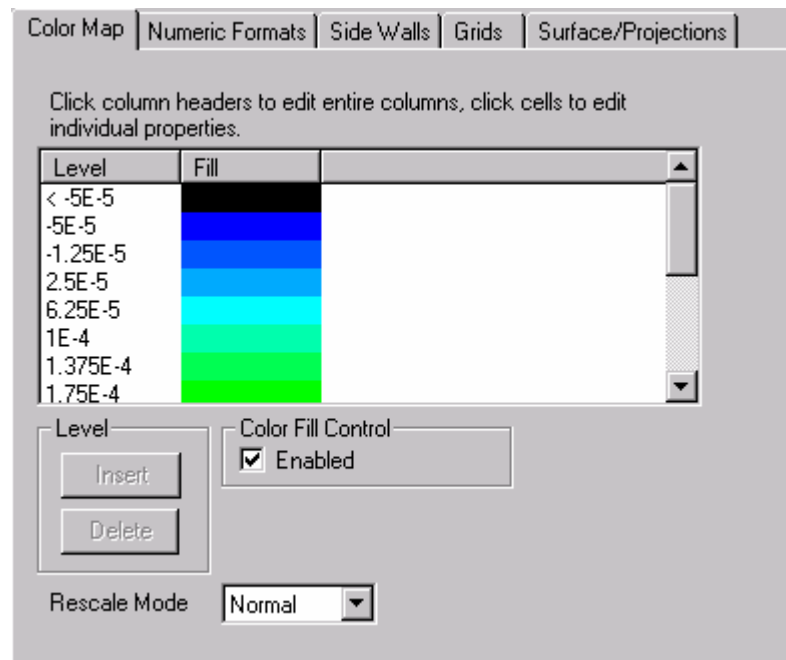 Color Map Numeric Formats Side Walls Grids Surface/Projections
Click column headers to edit entire columns, click cells to edit
individual properties.
Level Fill
< -5E-5
-5E-5
-1.25E-5
2.5E-5
6.25E-5
1E-4
1.375E-4
1.75E-4
Level
Insert
Delete
Color Fill Control
Enabled
Rescale Mode Normal